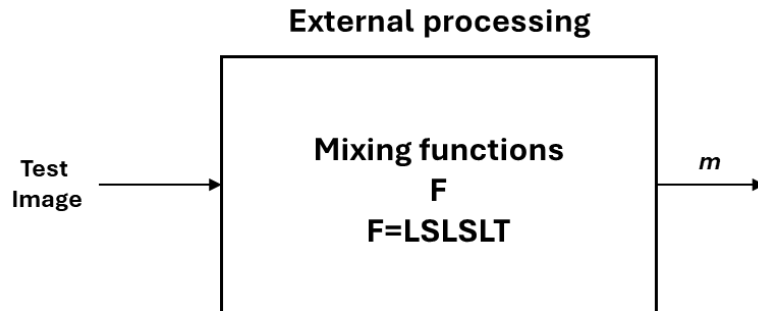 External processing
Mixing functions
F
F=LSLSLT
Test
Image
m